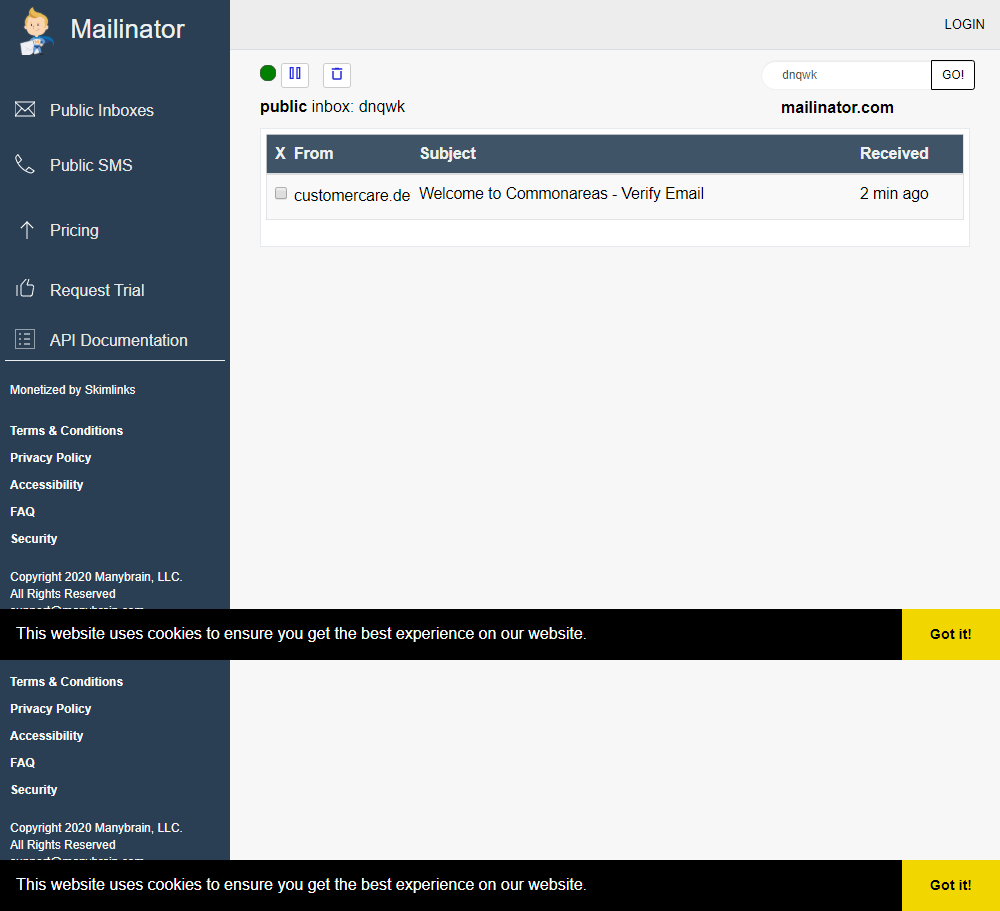 Mailinator
LOGIN
Public Inboxes
Public SMS
Pricing
Request Trial
API Documentation
Monetized by Skimlinks
Terms & Conditions
Privacy Policy
Accessibility
FAQ
Security
Copyright 2020 Manybrain, LLC.
All Rights Reserved
dnqwk
GO!
public inbox: dnqwk
mailinator.com
X From Subject Received
customercare.de Welcome to Commonareas - Verify Email 2 min ago
This website uses cookies to ensure you get the best experience on our website.
Got it!
Terms & Conditions
Privacy Policy
Accessibility
FAQ
Security
Copyright 2020 Manybrain, LLC.
All Rights Reserved
This website uses cookies to ensure you get the best experience on our website.
Got it!